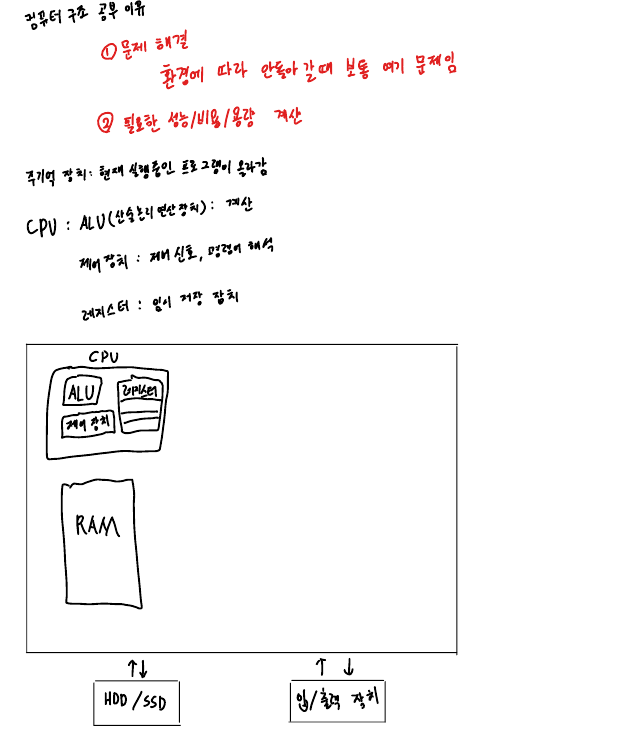 컴퓨터 구조 공부 이유
① 문제 해결
환경에 따라 안돌아 갈때 보통 여기 문제임
② 필요한 성능/비용/용량 계산
주기억 장치: 현재 실행중인 프로그램이 올라감
CPU : ALU(산술논리연산장치) : 계산
제어 장치 : 제어 신호, 명령어 해석
레지스터 : 임시 저장 장치
CPU
ALU
레지스터
제어 장치
RAM
HDD/SSD
입/출력 장치